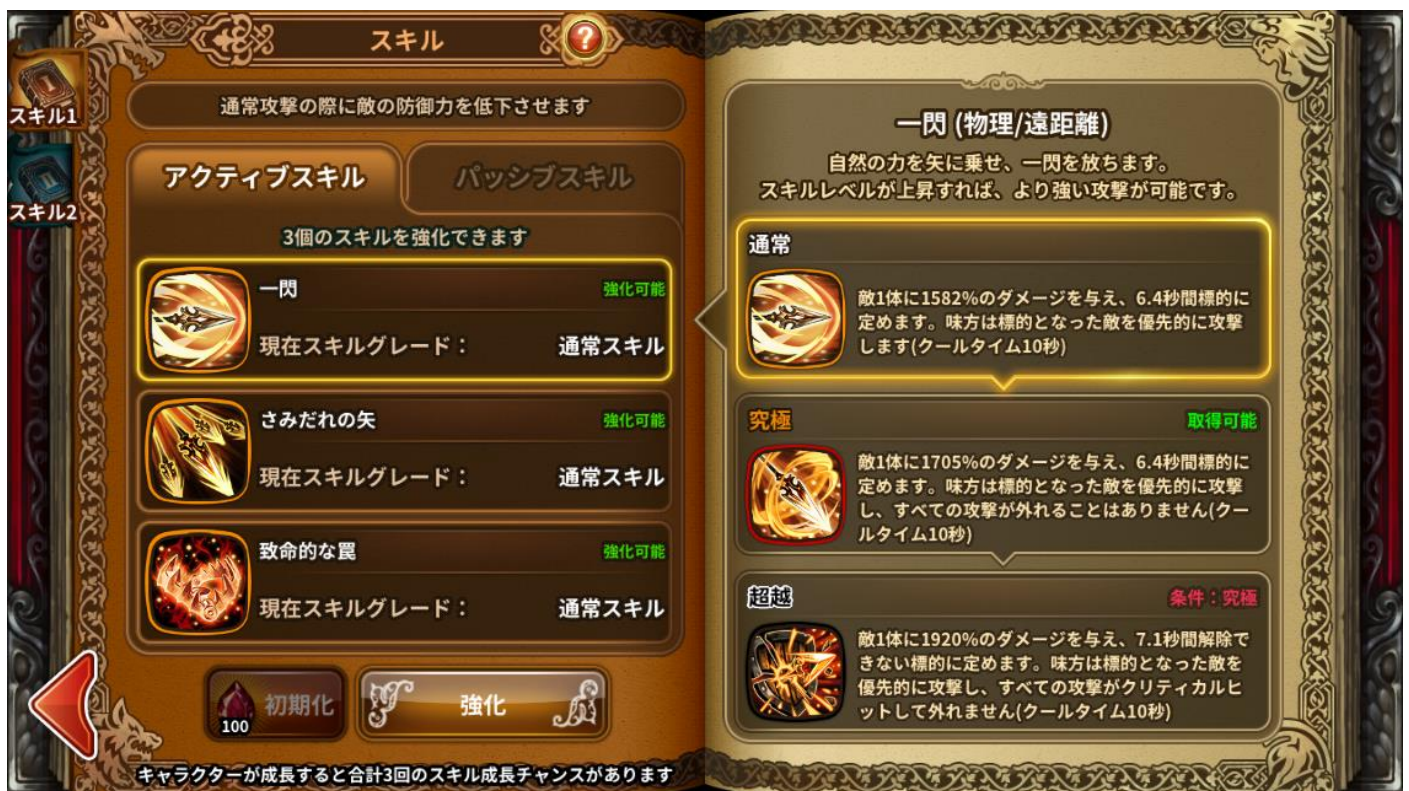 スキル
?
スキル1
スキル2
通常攻撃の際に敵の防御力を低下させます
アクティブスキル
パッシブスキル
3個のスキルを強化できます
一閃
強化可能
現在スキルグレード：
通常スキル
さみだれの矢
強化可能
現在スキルグレード：
通常スキル
致命的な罠
強化可能
現在スキルグレード：
通常スキル
100
初期化
強化
キャラクターが成長すると合計3回のスキル成長チャンスがあります
一閃 (物理/遠距離)
自然の力を矢に乗せ、一閃を放ちます。
スキルレベルが上昇すれば、より強い攻撃が可能です。
通常
敵1体に1582%のダメージを与え、6.4秒間標的に
定めます。味方は標的となった敵を優先的に攻撃
します(クールタイム10秒)
究極
取得可能
敵1体に1705%のダメージを与え、6.4秒間標的に
定めます。味方は標的となった敵を優先的に攻撃
し、すべての攻撃が外れることはありません(クー
ルタイム10秒)
超越
条件：究極
敵1体に1920%のダメージを与え、7.1秒間解除で
きない標的に定めます。味方は標的となった敵を
優先的に攻撃し、すべての攻撃がクリティカルヒ
ットして外れません(クールタイム10秒)